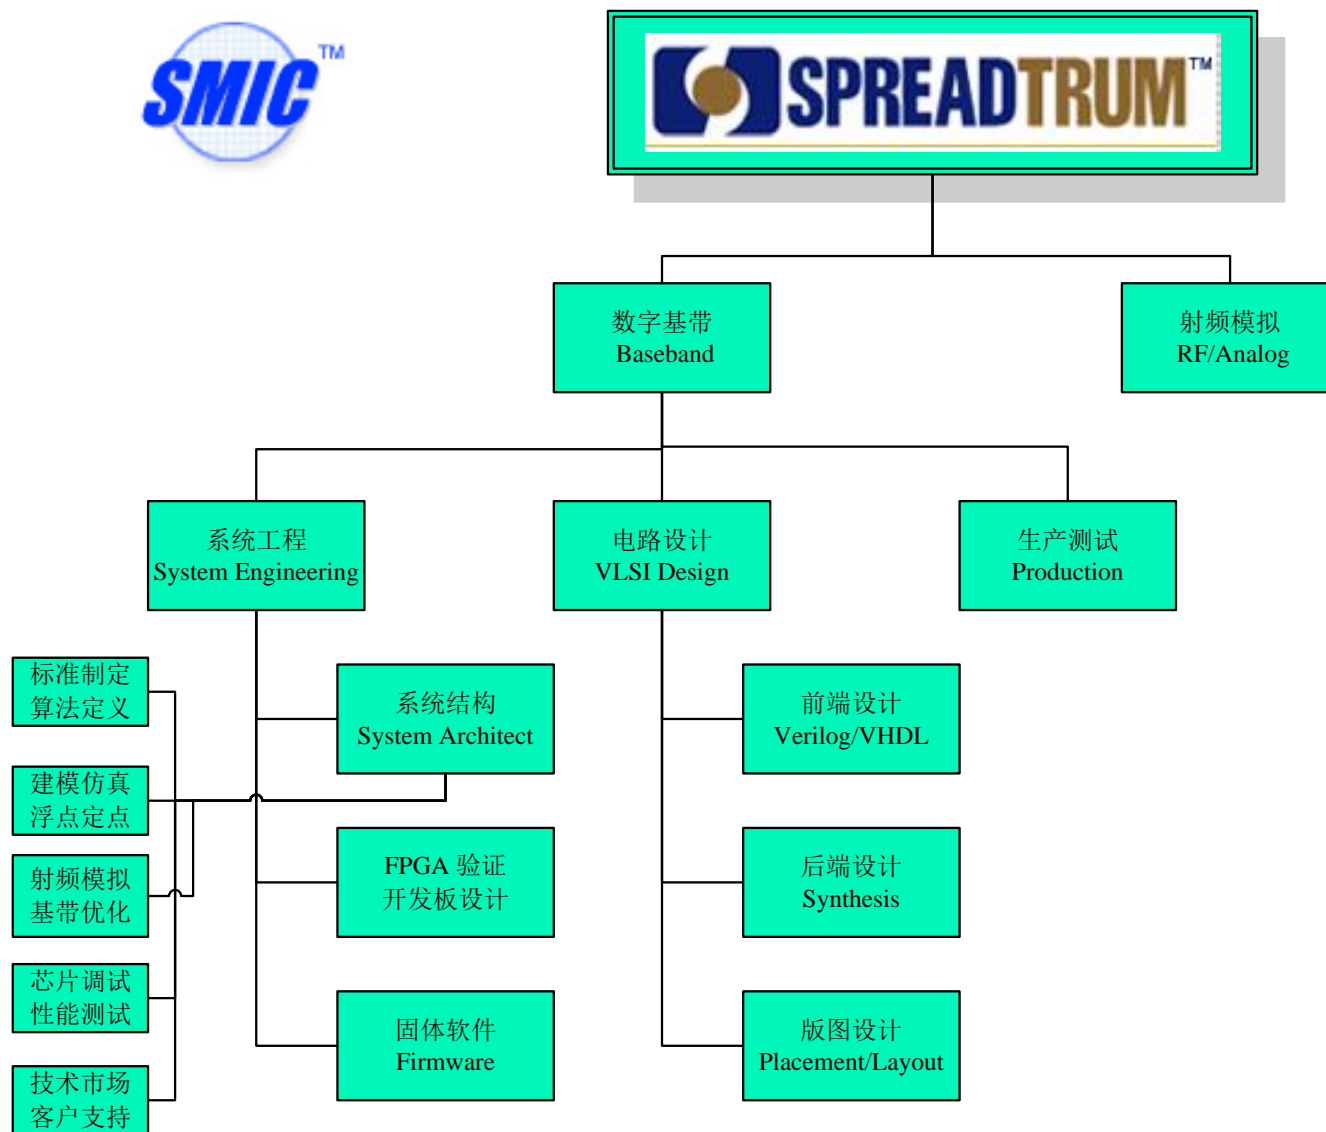 SMIC™
SPREADTRUM™
数字基带
Baseband
射频模拟
RF/Analog
系统工程
System Engineering
电路设计
VLSI Design
生产测试
Production
标准制定
算法定义
系统结构
System Architect
前端设计
Verilog/VHDL
建模仿真
浮点定点
FPGA 验证
开发板设计
后端设计
Synthesis
射频模拟
基带优化
芯片调试
性能测试
固体软件
Firmware
版图设计
Placement/Layout
技术市场
客户支持